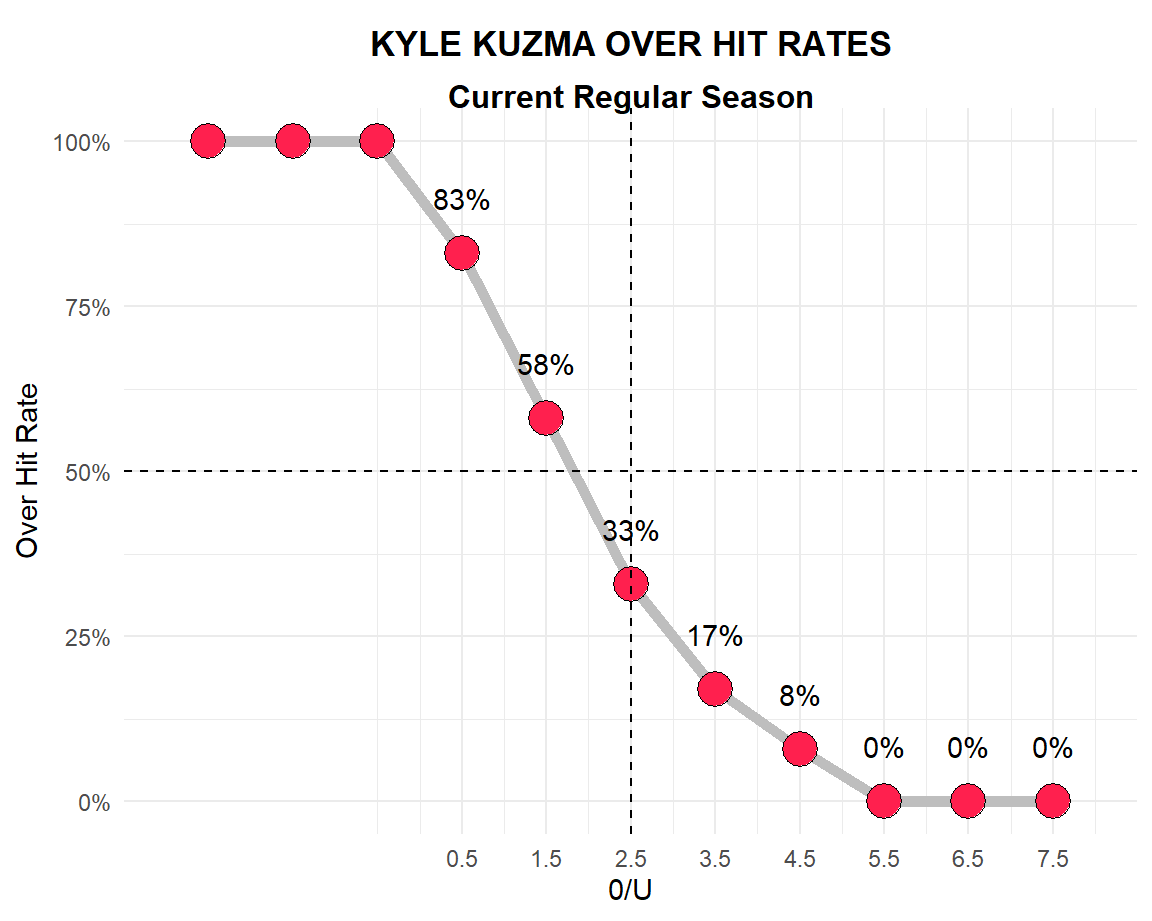 KYLE KUZMA OVER HIT RATES
Current Regular Season
100%
83%
75%
58%
Over Hit Rate
50%
33%
25%
17%
8%
0% 0% 0%
0%
0.5 1.5 2.5 3.5 4.5 5.5 6.5 7.5
0/U